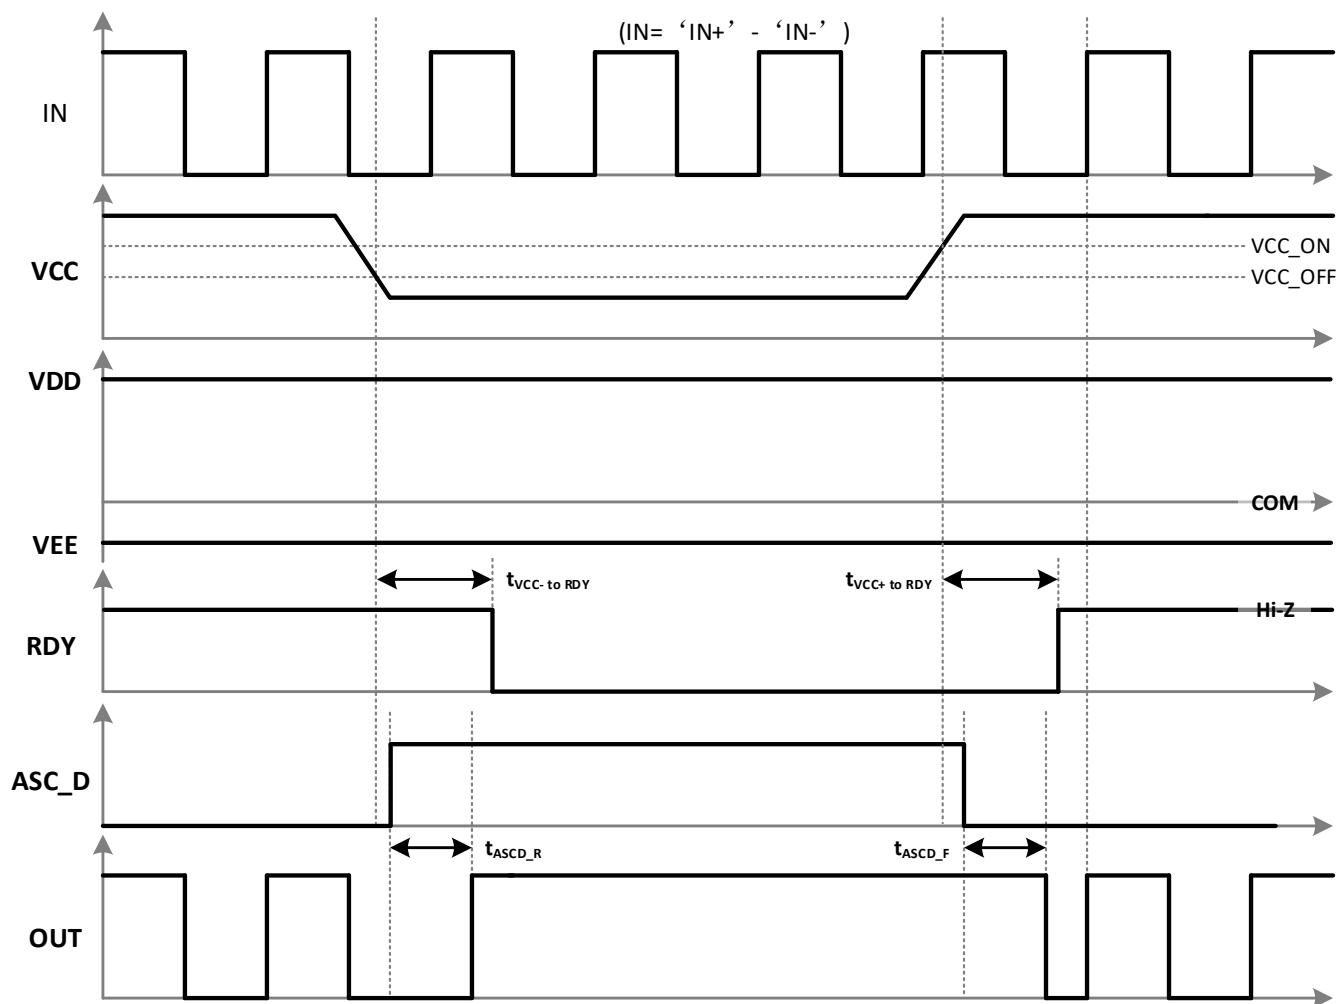 (IN= ‘IN+’ - ‘IN-’ )
IN
VCC_ON
VCC
VCC_OFF
VDD
COM
VEE
tVCC- to RDY
tVCC+ to RDY
Hi-Z
RDY
ASC_D
tASCD_R
tASCD_F
OUT